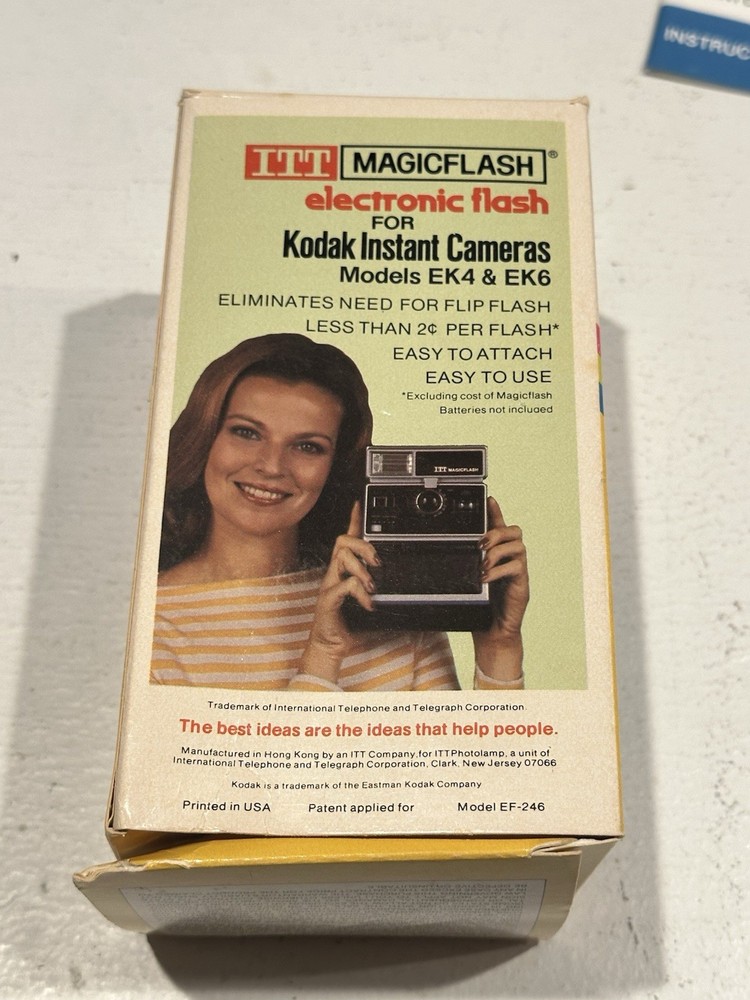 INSTRUC
ITT MAGICFLASH®
electronic flash
FOR
Kodak Instant Cameras
Models EK4 & EK6
ELIMINATES NEED FOR FLIP FLASH
LESS THAN 2¢ PER FLASH*
EASY TO ATTACH
EASY TO USE
*Excluding cost of Magicflash
Batteries not included
ITT MAGICFLASH
Trademark of International Telephone and Telegraph Corporation
The best ideas are the ideas that help people.
Manufactured in Hong Kong by an ITT Company, for ITT Photolamp, a unit of
International Telephone and Telegraph Corporation, Clark, New Jersey 07066
Kodak is a trademark of the Eastman Kodak Company
Printed in USA Patent applied for Model EF-246